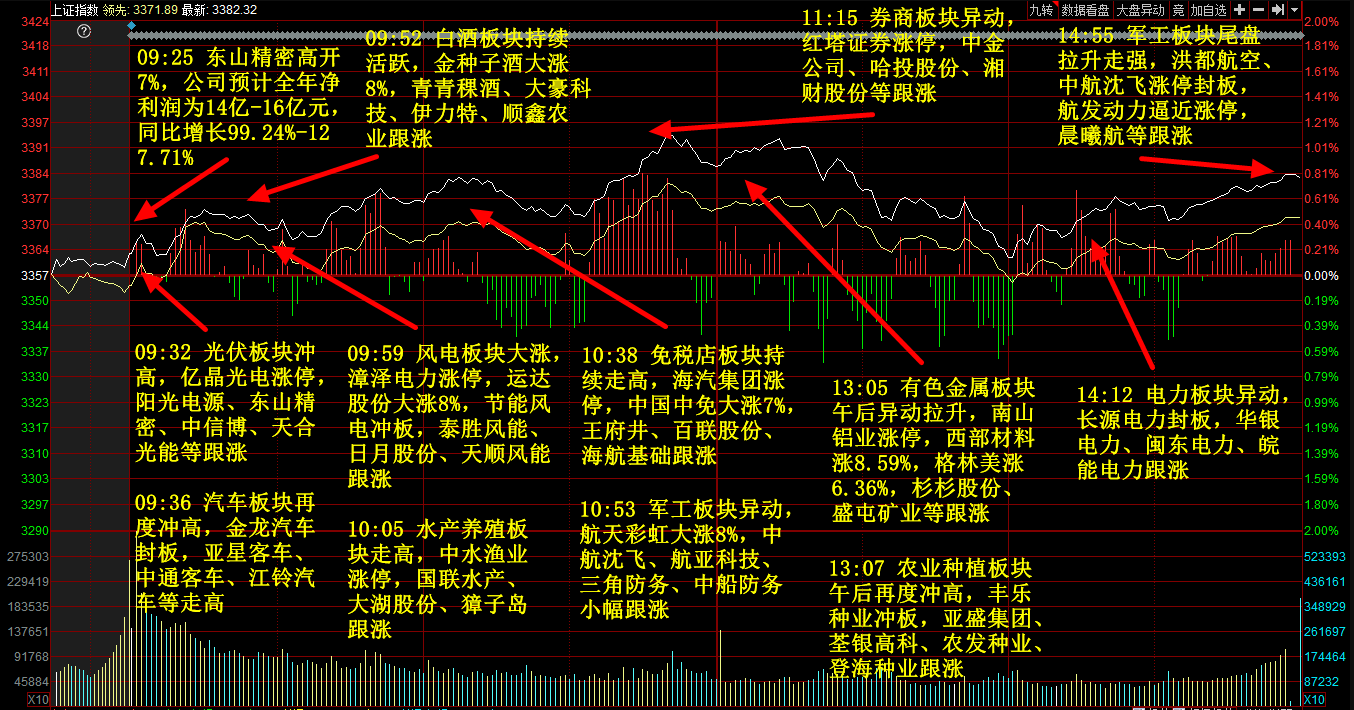 上证指数 领先: 3371.89 最新: 3382.32
九转 数据看盘 大盘异动 竞 加自选
3424
3418
3411
3404
3397
3391
3384
3377
3370
3364
3357
3350
3344
3337
3330
3323
3317
3310
3303
3297
3290
275303
229419
183535
137651
91768
45884
X10
09:25 东山精密高开
7%, 公司预计全年净
利润为14亿-16亿元,
同比增长99.24%-12
7.71%
09:52 白酒板块持续
活跃, 金种子酒大涨
8%, 青青稞酒、大豪科
技、伊力特、顺鑫农
业跟涨
11:15 券商板块异动,
红塔证券涨停, 中金
公司、哈投股份、湘
财股份等跟涨
14:55 军工板块尾盘
拉升走强, 洪都航空、
中航沈飞涨停封板,
航发动力逼近涨停,
晨曦航等跟涨
09:32 光伏板块冲
高, 亿晶光电涨停,
阳光电源、东山精
密、中信博、天合
光能等跟涨
09:36 汽车板块再
度冲高, 金龙汽车
封板, 亚星客车、
中通客车、江铃汽
车等走高
09:59 风电板块大涨,
漳泽电力涨停, 运达
股份大涨8%, 节能风
电冲板, 泰胜风能、
日月股份、天顺风能
跟涨
10:05 水产养殖板
块走高, 中水渔业
涨停, 国联水产、
大湖股份、獐子岛
跟涨
10:38 免税店板块持
续走高, 海汽集团涨
停, 中国中免大涨7%,
王府井、百联股份、
海航基础跟涨
10:53 军工板块异动,
航天彩虹大涨8%, 中
航沈飞、航亚科技、
三角防务、中船防务
小幅跟涨
13:05 有色金属板块
午后异动拉升, 南山
铝业涨停, 西部材料
涨8.59%, 格林美涨
6.36%, 杉杉股份、
盛屯矿业等跟涨
13:07 农业种植板块
午后再度冲高, 丰乐
种业冲板, 亚盛集团、
荃银高科、农发种业、
登海种业跟涨
14:12 电力板块异动,
长源电力封板, 华银
电力、闽东电力、皖
能电力跟涨
2.00%
1.81%
1.61%
1.41%
1.21%
1.01%
0.81%
0.61%
0.40%
0.21%
0.00%
0.19%
0.39%
0.59%
0.79%
0.99%
1.19%
1.39%
1.59%
1.80%
2.00%
523393
436161
348929
261697
174464
87232
X10